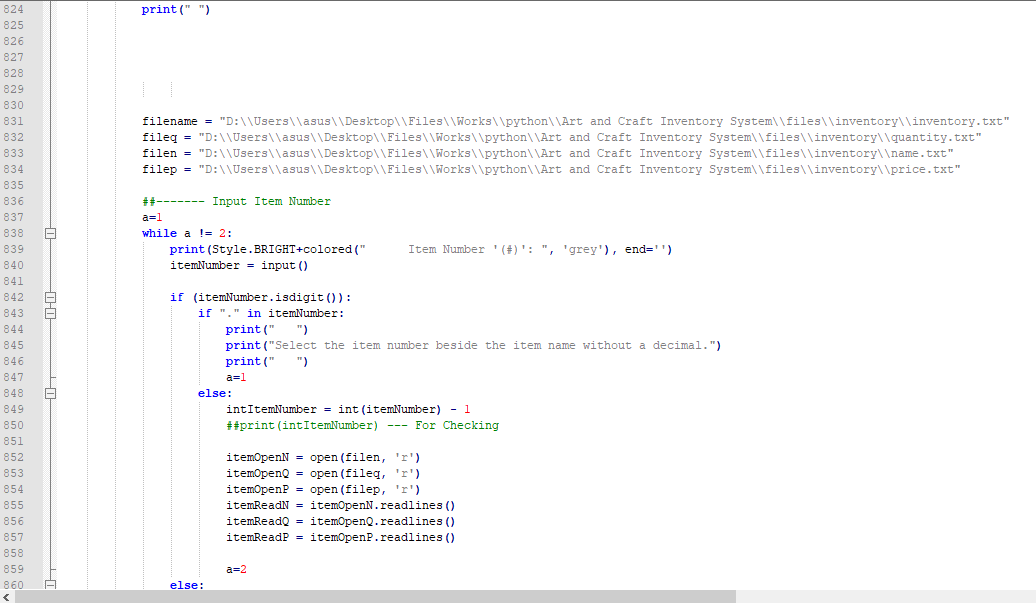 824 print(" ")
825
826
827
828
829
830
831 filename = "D:\\Users\\asus\\Desktop\\Files\\Works\\python\\Art and Craft Inventory System\\files\\inventory\\inventory.txt"
832 fileq = "D:\\Users\\asus\\Desktop\\Files\\Works\\python\\Art and Craft Inventory System\\files\\inventory\\quantity.txt"
833 filen = "D:\\Users\\asus\\Desktop\\Files\\Works\\python\\Art and Craft Inventory System\\files\\inventory\\name.txt"
834 filep = "D:\\Users\\asus\\Desktop\\Files\\Works\\python\\Art and Craft Inventory System\\files\\inventory\\price.txt"
835
836 ##------- Input Item Number
837 a=1
838 while a != 2:
839     print(Style.BRIGHT+colored("      Item Number '(#)': ", 'grey'), end='')
840     itemNumber = input()
841
842     if (itemNumber.isdigit()):
843         if "." in itemNumber:
844             print("   ")
845             print("Select the item number beside the item name without a decimal.")
846             print("   ")
847             a=1
848         else:
849             intItemNumber = int(itemNumber) - 1
850             ##print(intItemNumber) --- For Checking
851
852             itemOpenN = open(filen, 'r')
853             itemOpenQ = open(fileq, 'r')
854             itemOpenP = open(filep, 'r')
855             itemReadN = itemOpenN.readlines()
856             itemReadQ = itemOpenQ.readlines()
857             itemReadP = itemOpenP.readlines()
858
859             a=2
860     else: